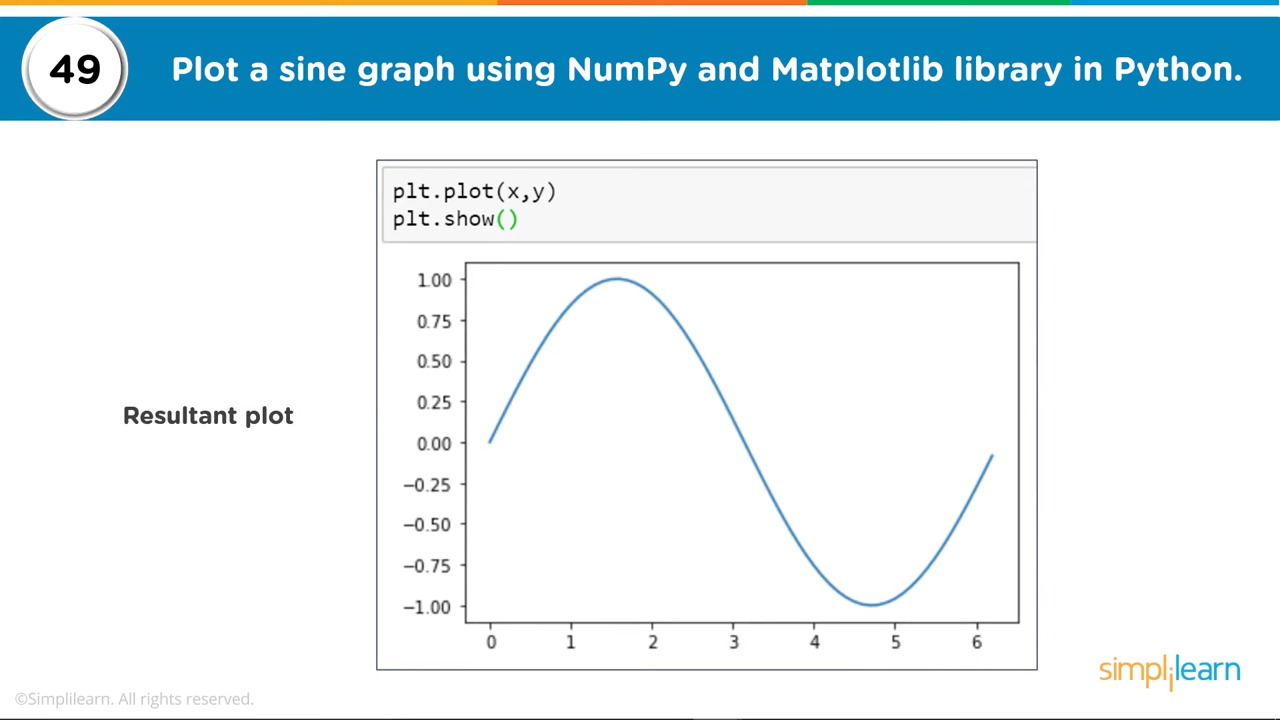 49
Plot a sine graph using NumPy and Matplotlib library in Python.
plt.plot(x,y)
plt.show()
Resultant plot
1.00
0.75
0.50
0.25
0.00
−0.25
−0.50
−0.75
−1.00
0 1 2 3 4 5 6
simplilearn
©Simplilearn. All rights reserved.